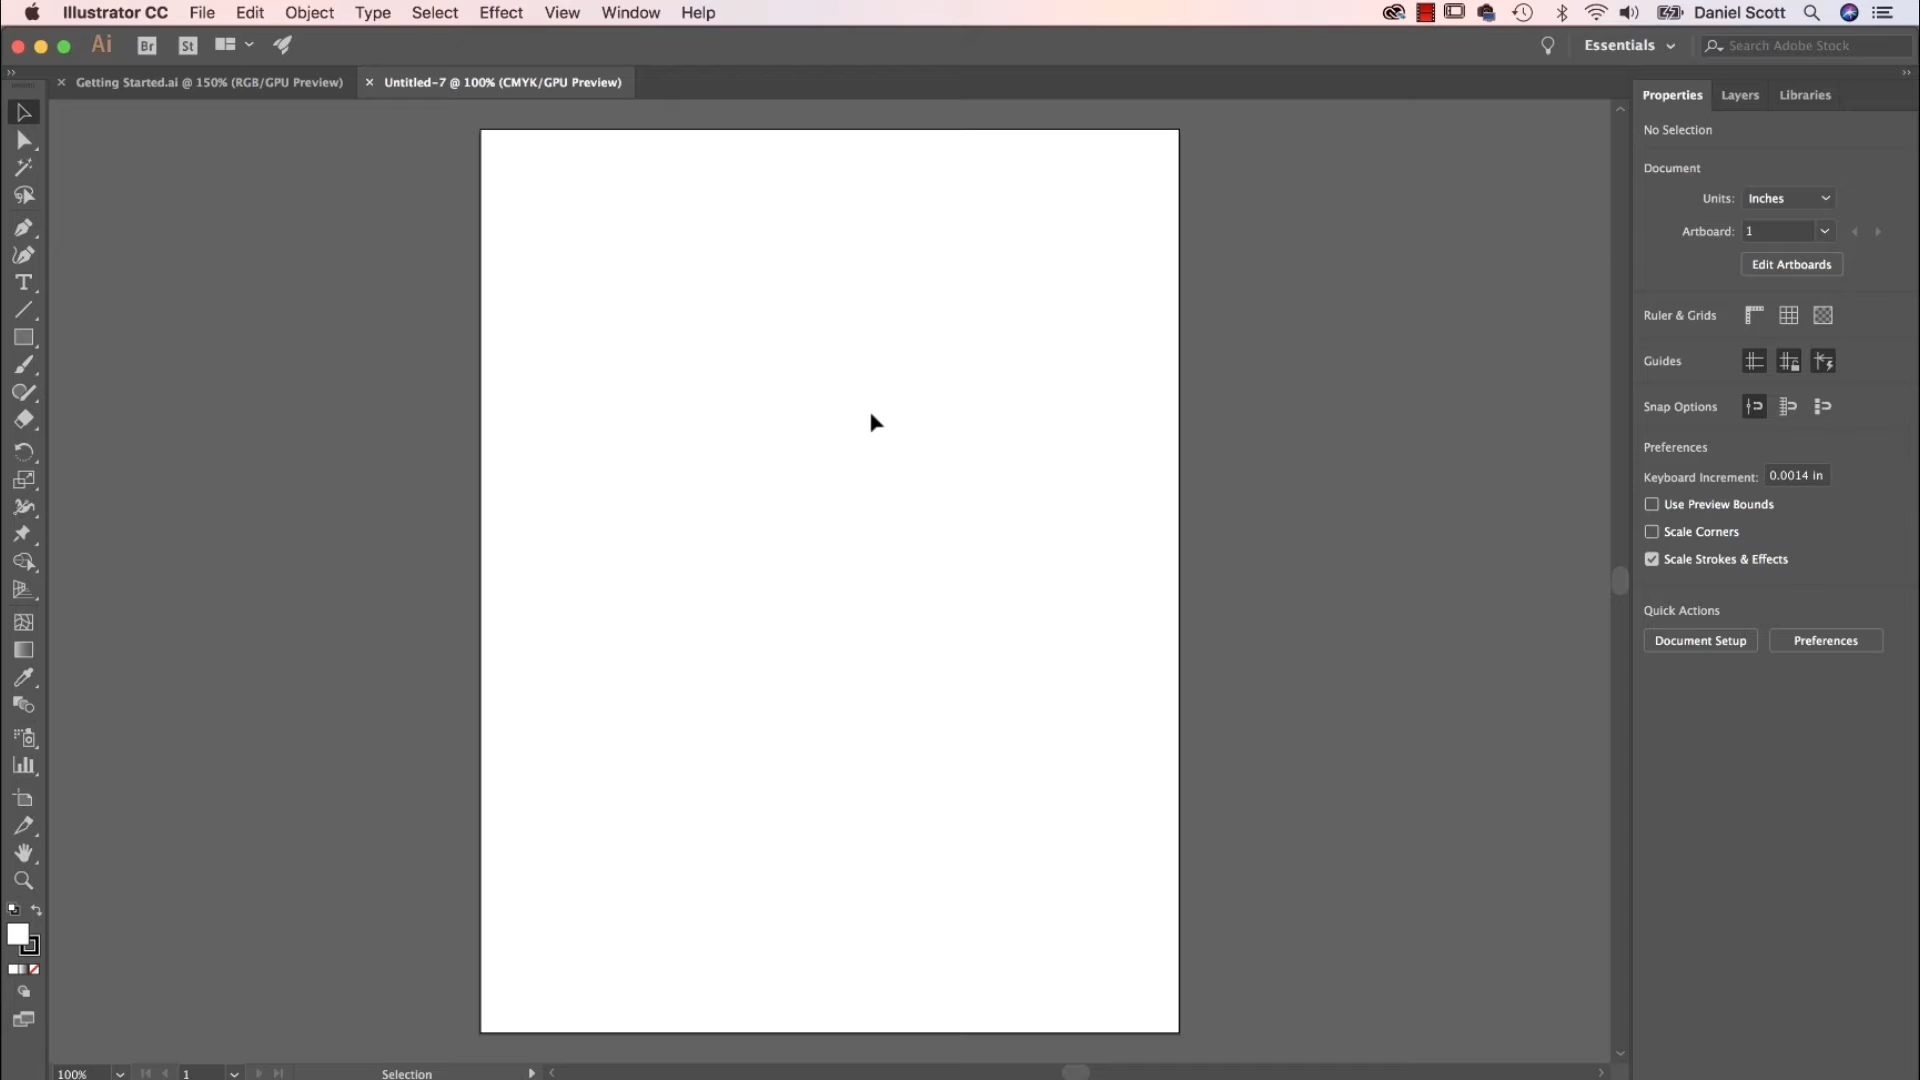 Illustrator CC File Edit Object Type Select Effect View Window Help Daniel Scott
Ai Br St Essentials Search Adobe Stock
Getting Started.ai @ 150% (RGB/GPU Preview) Untitled-7 @ 100% (CMYK/GPU Preview)
Properties Layers Libraries
No Selection
Document
Units: Inches
Artboard: 1
Edit Artboards
Ruler & Grids
Guides
Snap Options
Preferences
Keyboard Increment: 0.0014 in
Use Preview Bounds
Scale Corners
Scale Strokes & Effects
Quick Actions
Document Setup Preferences
100% 1 Selection